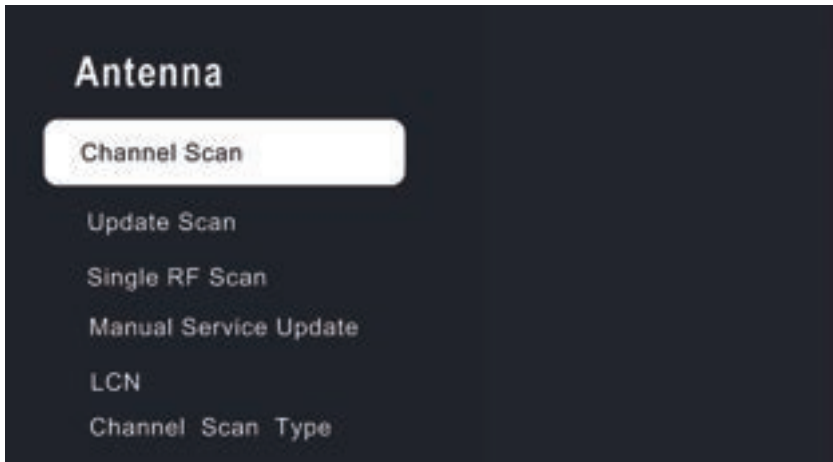 Antenna
Channel Scan
Update Scan
Single RF Scan
Manual Service Update
LCN
Channel Scan Type